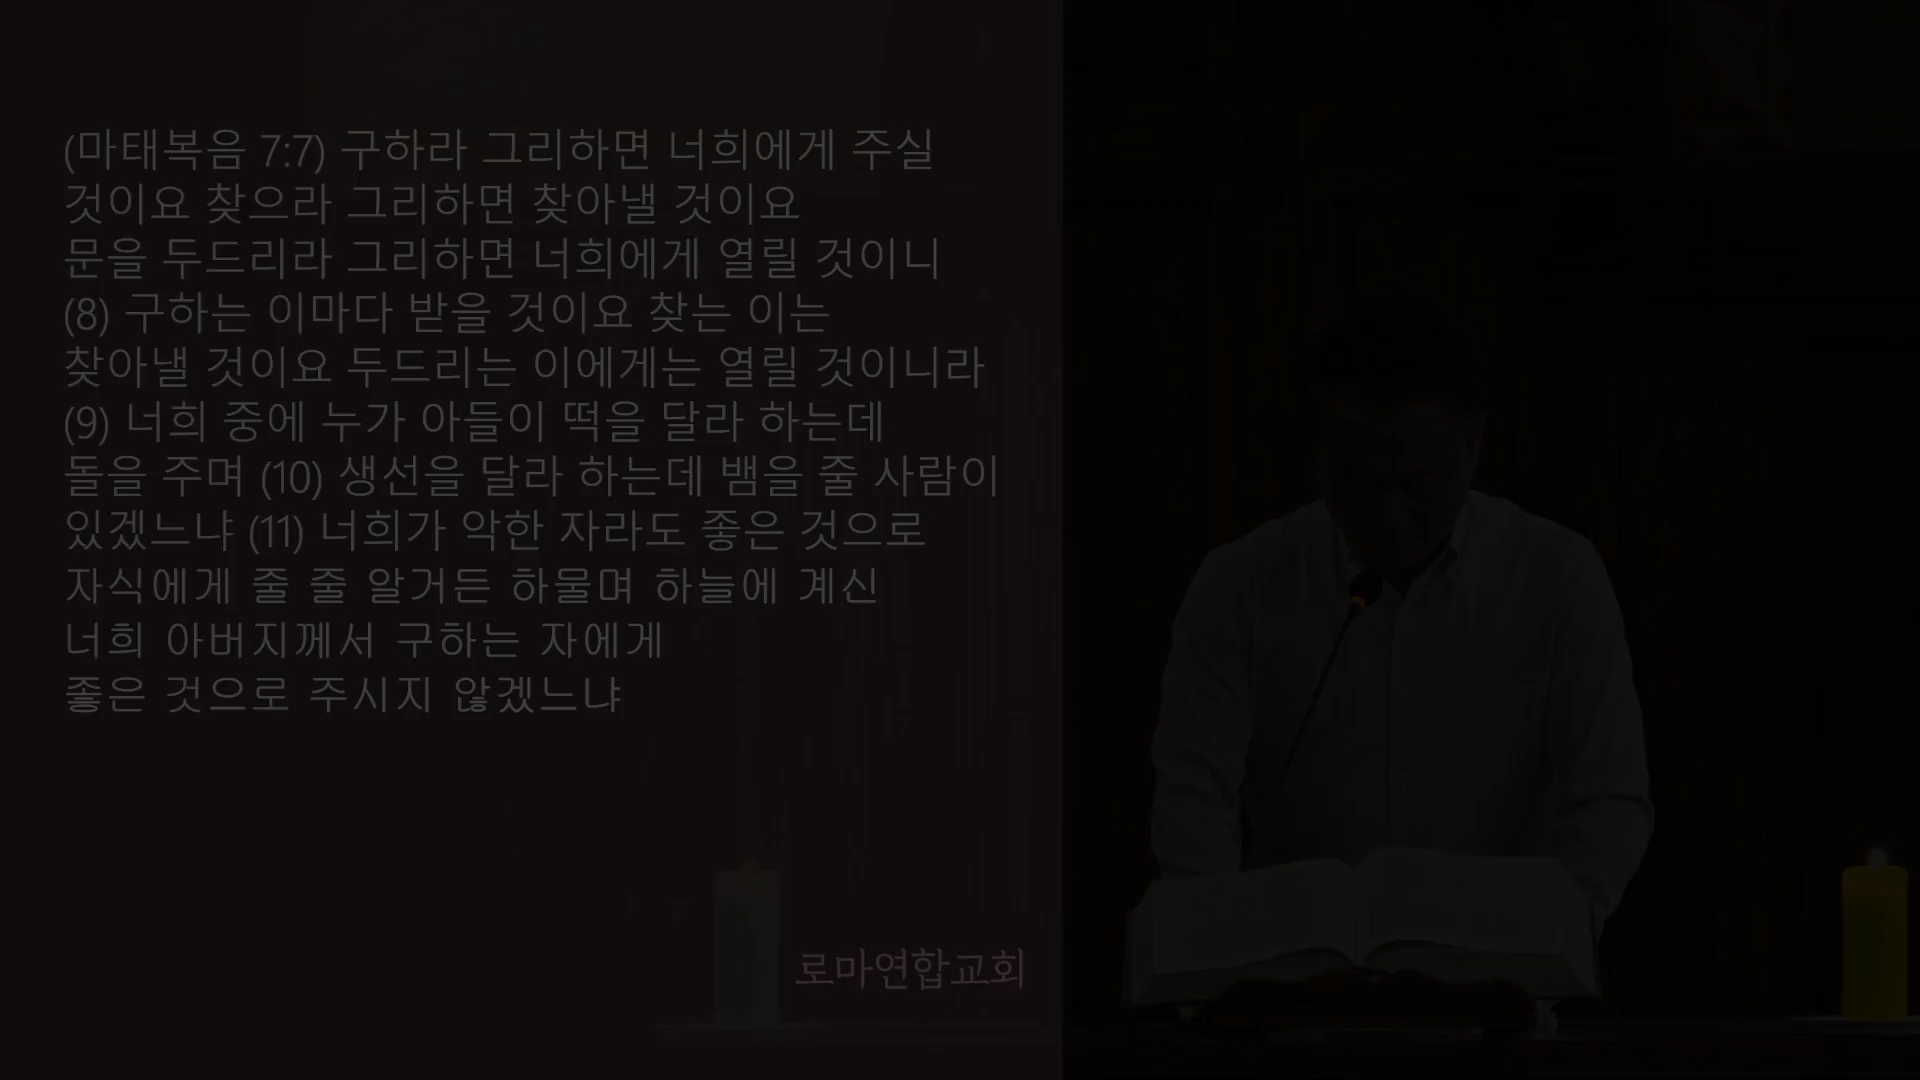 (마태복음 7:7) 구하라 그리하면 너희에게 주실
것이요 찾으라 그리하면 찾아낼 것이요
문을 두드리라 그리하면 너희에게 열릴 것이니
(8) 구하는 이마다 받을 것이요 찾는 이는
찾아낼 것이요 두드리는 이에게는 열릴 것이니라
(9) 너희 중에 누가 아들이 떡을 달라 하는데
돌을 주며 (10) 생선을 달라 하는데 뱀을 줄 사람이
있겠느냐 (11) 너희가 악한 자라도 좋은 것으로
자식에게 줄 줄 알거든 하물며 하늘에 계신
너희 아버지께서 구하는 자에게
좋은 것으로 주시지 않겠느냐
로마연합교회